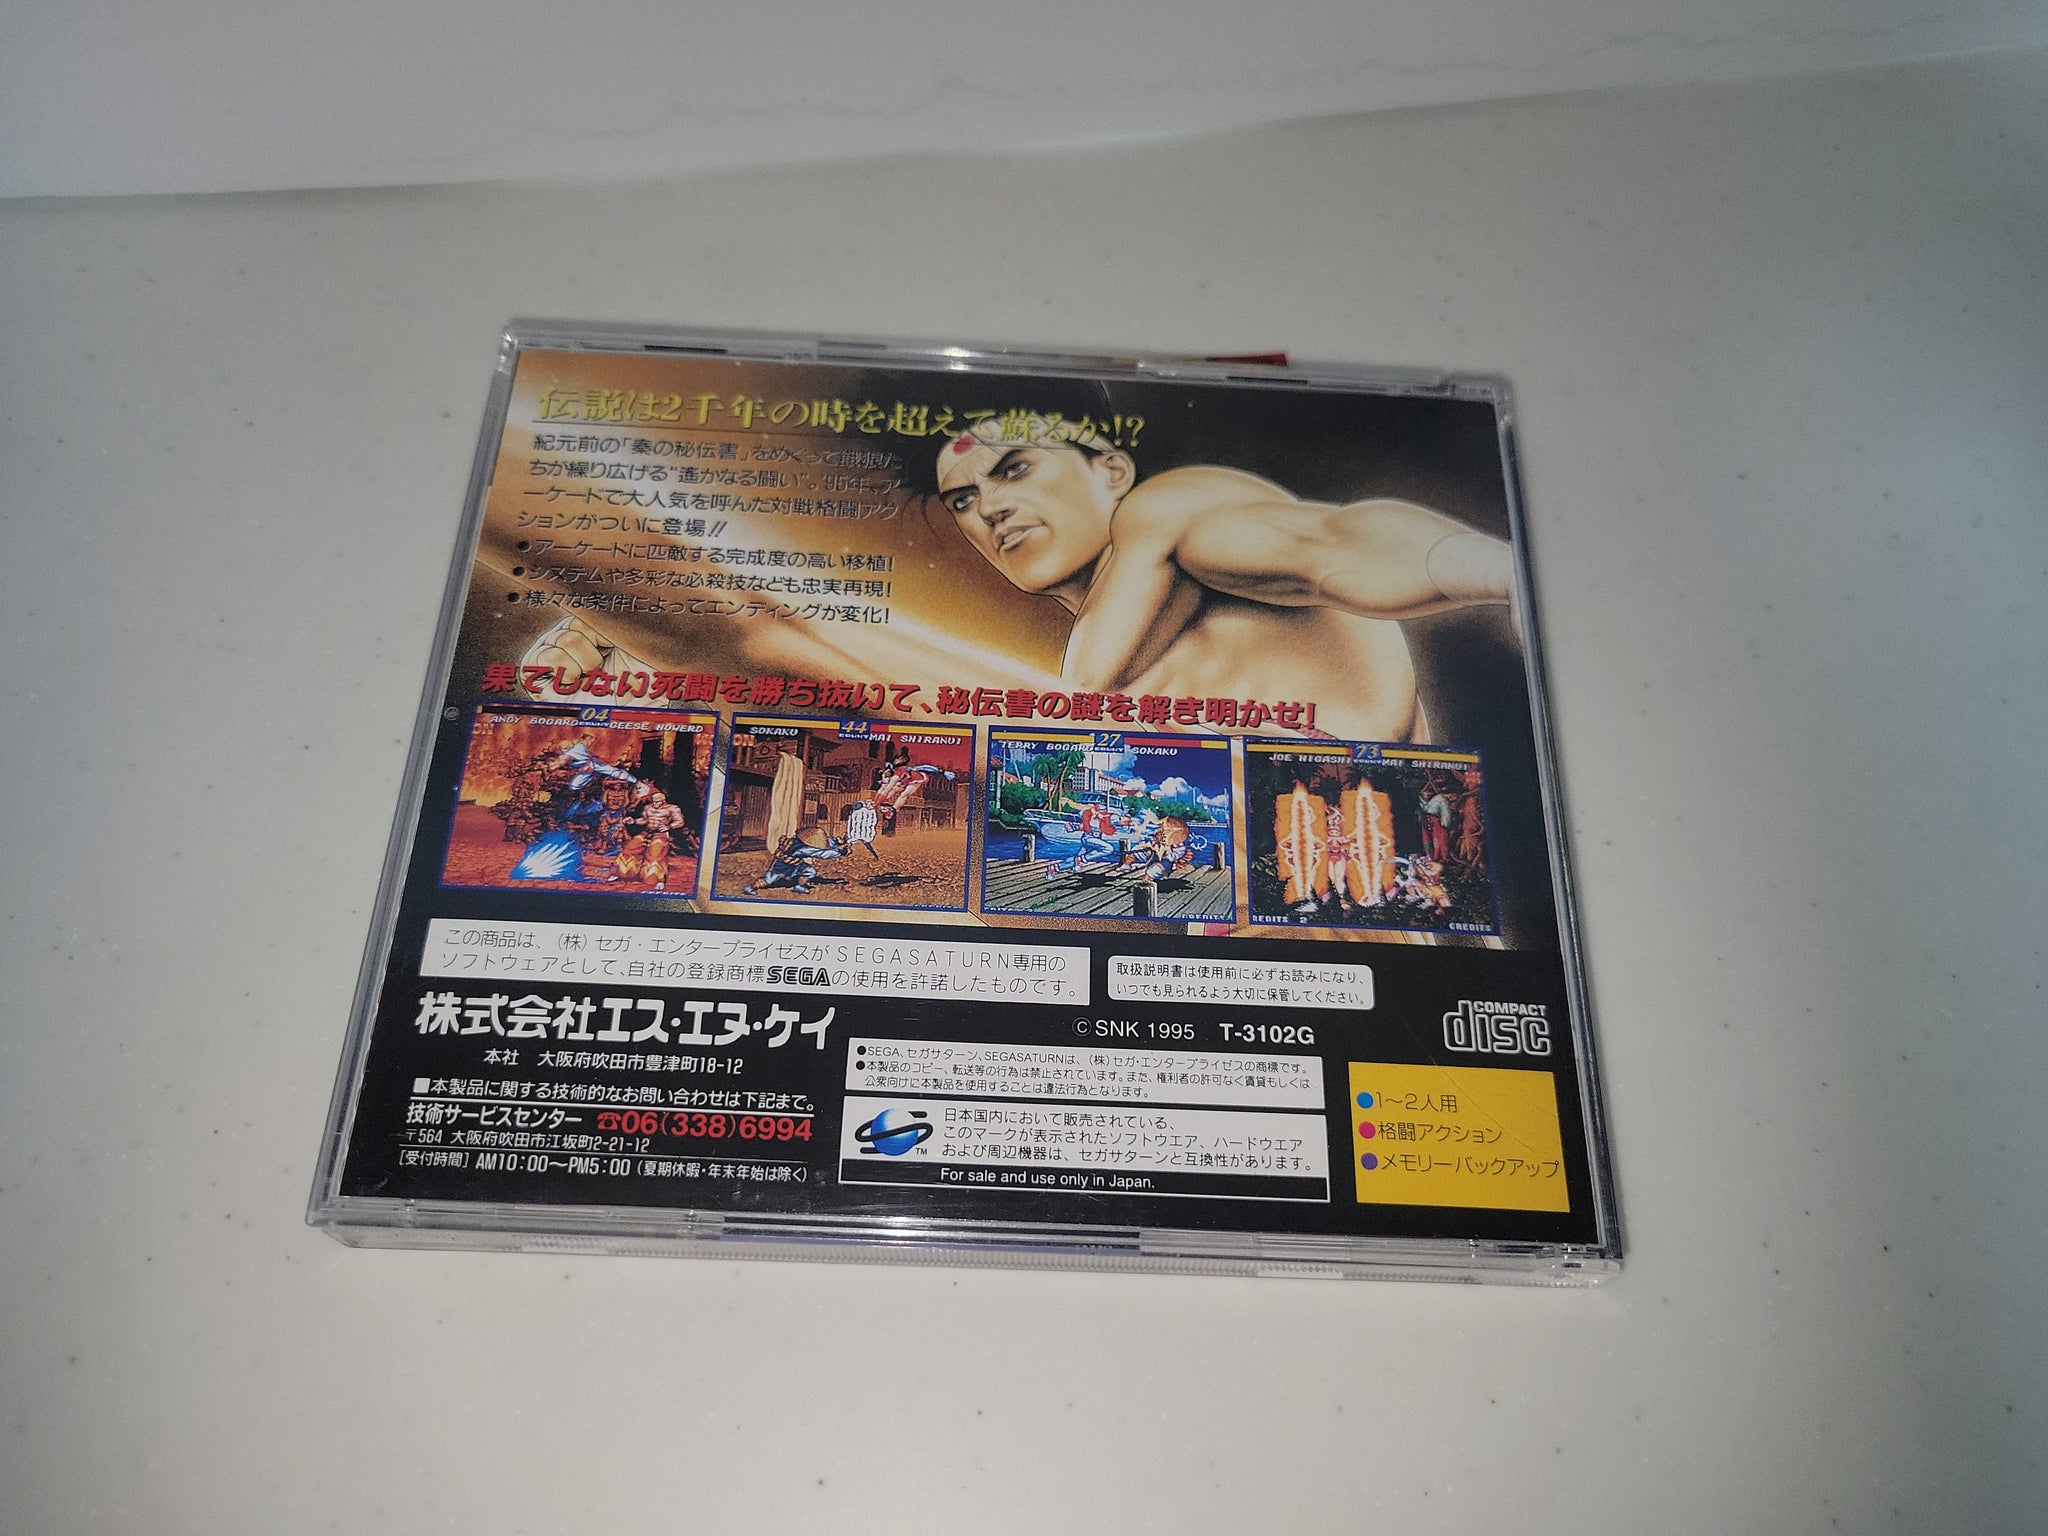 伝説は2千年の時を超えて蘇るか!?
紀元前の「秦の秘伝書」をめぐって餓狼た
ちが繰り広げる"遙かなる闘い"。'95年、ア
ーケードで大人気を呼んだ対戦格闘アク
ションがついに登場!!
●アーケードに匹敵する完成度の高い移植!
●システムや多彩な必殺技なども忠実再現!
●様々な条件によってエンディングが変化!
果てしない死闘を勝ち抜いて、秘伝書の謎を解き明かせ!
ANDY BOGARD 04 COUNT GEESE HOWERD
SOKAKU 44 COUNT MAI SHIRANUI
CREDITS
TERRY BOGARD 27 COUNT SOKAKU
CREDITS
JOE HIGASHI 73 COUNT MAI SHIRANUI
REDITS 2 CREDITS
この商品は、(株)セガ・エンタープライゼスがSEGASATURN専用の
ソフトウェアとして、自社の登録商標SEGAの使用を許諾したものです。
取扱説明書は使用前に必ずお読みになり、
いつでも見られるよう大切に保管してください。
株式会社エス・エヌ・ケイ
本社 大阪府吹田市豊津町18-12
■本製品に関する技術的なお問い合わせは下記まで。
技術サービスセンター ☎06(338)6994
〒564 大阪府吹田市江坂町2-21-12
[受付時間] AM10:00〜PM5:00(夏期休暇・年末年始は除く)
©SNK 1995 T-3102G
COMPACT
disc
●SEGA、セガサターン、SEGASATURNは、(株)セガ・エンタープライゼスの商標です。
●本製品のコピー、転送等の行為は禁止されています。また、権利者の許可なく賃貸もしくは
公衆向けに本製品を使用することは違法行為となります。
TM
日本国内において販売されている、
このマークが表示されたソフトウエア、ハードウエア
および周辺機器は、セガサターンと互換性があります。
For sale and use only in Japan.
●1〜2人用
●格闘アクション
●メモリーバックアップ